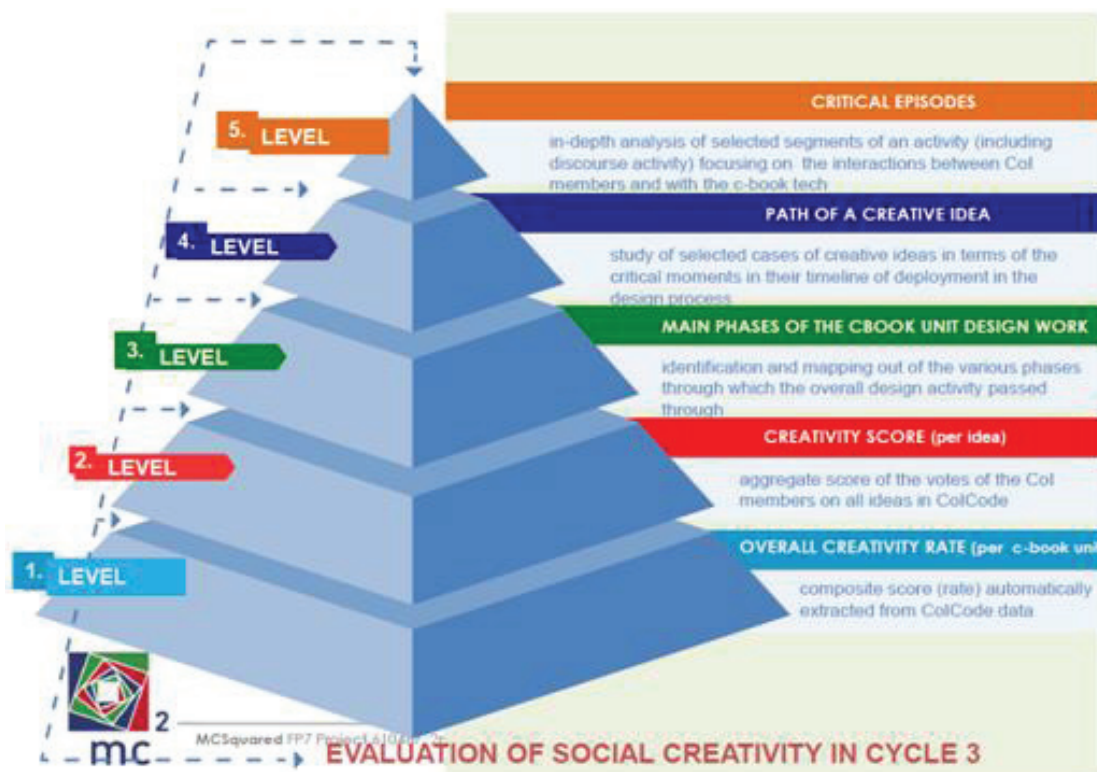 5. LEVEL
CRITICAL EPISODES
in-depth analysis of selected segments of an activity (including
discourse activity) focusing on the interactions between CoI
members and with the c-book tech
4. LEVEL
PATH OF A CREATIVE IDEA
study of selected cases of creative ideas in terms of the
critical moments in their timeline of deployment in the
design process
3. LEVEL
MAIN PHASES OF THE CBOOK UNIT DESIGN WORK
identification and mapping out of the various phases
through which the overall design activity passed
through
2. LEVEL
CREATIVITY SCORE (per idea)
aggregate score of the votes of the CoI
members on all ideas in CoICode
1. LEVEL
OVERALL CREATIVITY RATE (per c-book uni
composite score (rate) automatically
extracted from CoICode data
mc 2
MCSquared FP7 Project
EVALUATION OF SOCIAL CREATIVITY IN CYCLE 3